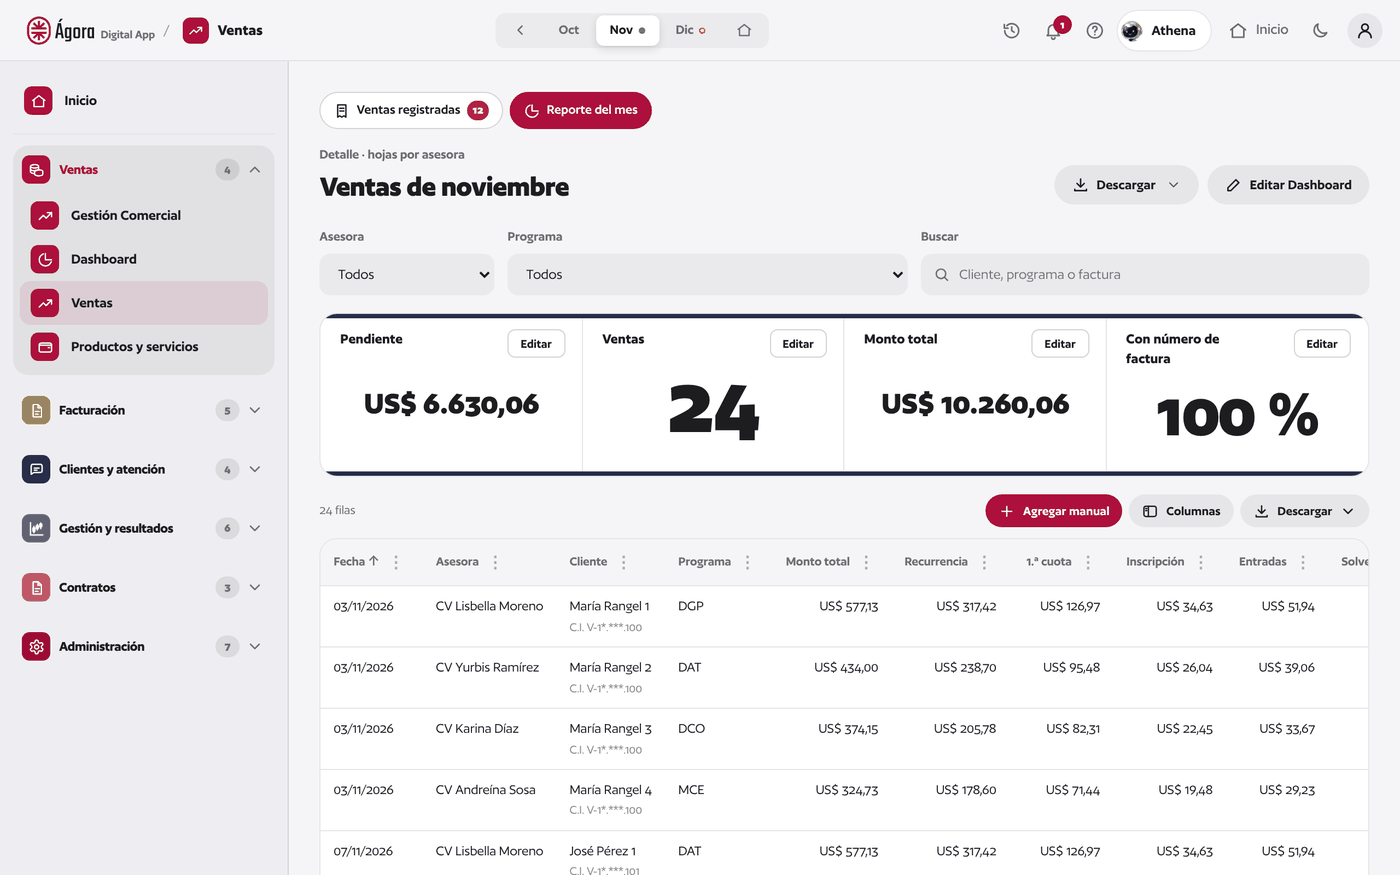 Ágora Digital App / Ventas
Oct
Nov
Dic
1
Athena
Inicio
Inicio
Ventas 4
Gestión Comercial
Dashboard
Ventas
Productos y servicios
Facturación 5
Clientes y atención 4
Gestión y resultados 6
Contratos 3
Administración 7
Ventas registradas 12
Reporte del mes
Detalle · hojas por asesora
Ventas de noviembre
Descargar
Editar Dashboard
Asesora
Programa
Buscar
Todos
Todos
Cliente, programa o factura
Pendiente
Editar
US$ 6.630,06
Ventas
Editar
24
Monto total
Editar
US$ 10.260,06
Con número de
factura
Editar
100 %
24 filas
Agregar manual
Columnas
Descargar
Fecha Asesora Cliente Programa Monto total Recurrencia 1.ª cuota Inscripción Entradas Solve
03/11/2026 CV Lisbella Moreno María Rangel 1 DGP US$ 577,13 US$ 317,42 US$ 126,97 US$ 34,63 US$ 51,94
C.I. V-1*.***.100
03/11/2026 CV Yurbis Ramírez María Rangel 2 DAT US$ 434,00 US$ 238,70 US$ 95,48 US$ 26,04 US$ 39,06
C.I. V-1*.***.100
03/11/2026 CV Karina Díaz María Rangel 3 DCO US$ 374,15 US$ 205,78 US$ 82,31 US$ 22,45 US$ 33,67
C.I. V-1*.***.100
03/11/2026 CV Andreína Sosa María Rangel 4 MCE US$ 324,73 US$ 178,60 US$ 71,44 US$ 19,48 US$ 29,23
C.I. V-1*.***.100
07/11/2026 CV Lisbella Moreno José Pérez 1 DAT US$ 577,13 US$ 317,42 US$ 126,97 US$ 34,63 US$ 51,94
C.I. V-1*.***.101